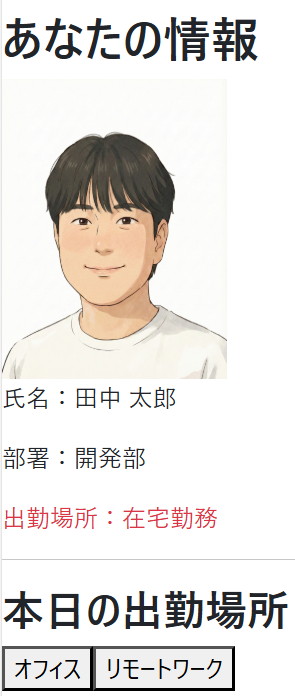 あなたの情報
氏名：田中 太郎
部署：開発部
出勤場所：在宅勤務
本日の出勤場所
オフィス リモートワーク